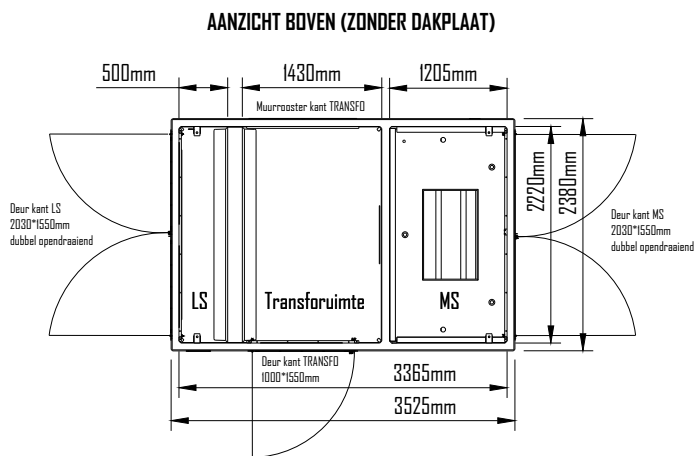 AANZICHT BOVEN (ZONDER DAKPLAAT)
500mm
1430mm
1205mm
Muurrooster kant TRANSFO
Deur kant LS
2030*1550mm
dubbel opendraaiend
2220mm
2380mm
Deur kant MS
2030*1550mm
dubbel opendraaiend
LS
Transforuimte
MS
Deur kant TRANSFO
1000*1550mm
3365mm
3525mm